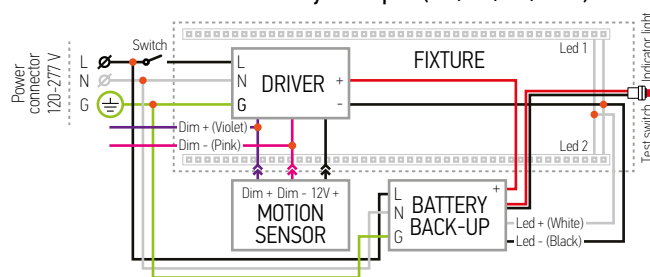 Power
connector
120-277 V
L
N
G
Switch
L
N
G
DRIVER
+
-
FIXTURE
Led 1
Led 2
Test switch
Indicator light
Dim + (Violet)
Dim - (Pink)
Dim + Dim - 12V +
MOTION
SENSOR
L
N
G
BATTERY
BACK-UP
+
Led + (White)
Led - (Black)